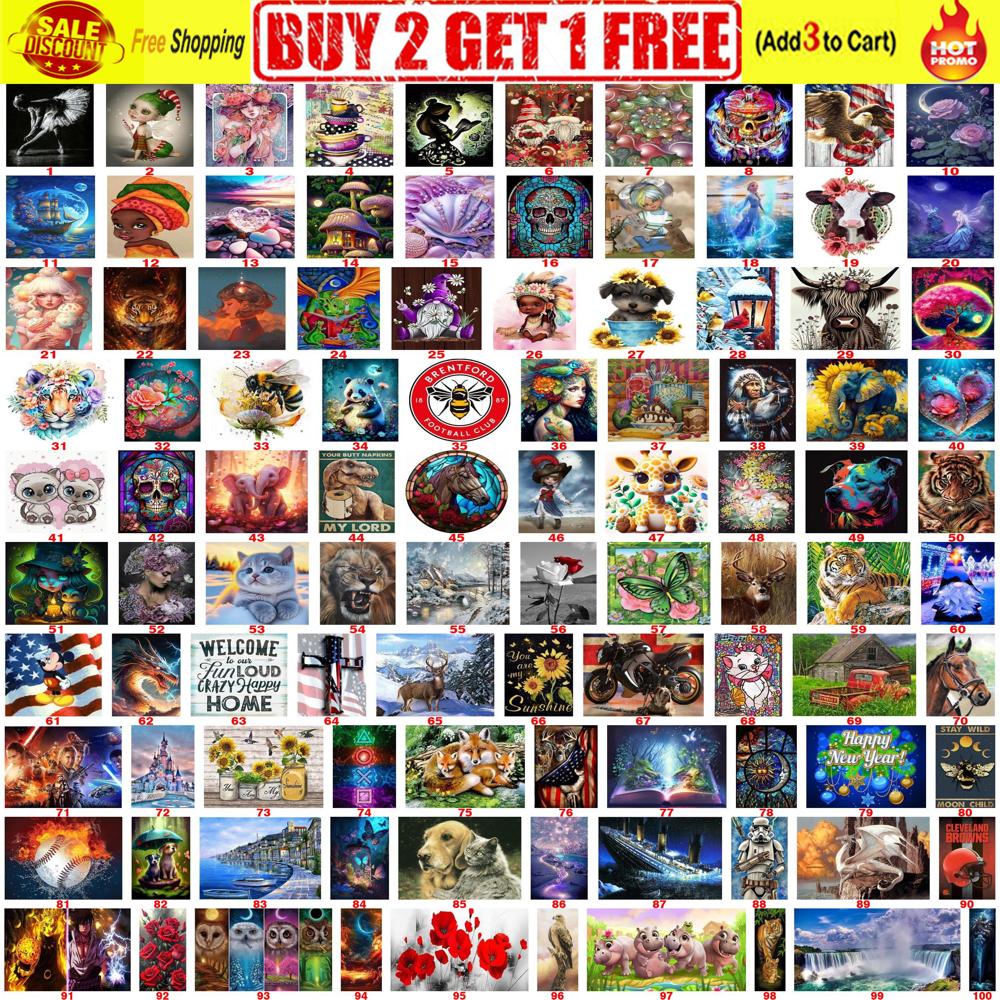 SALE
DISCOUNT
Free Shopping
BUY 2 GET 1 FREE
(Add3 to Cart)
HOT
PROMO
1 2 3 4 5 6 7 8 9 10
11 12 13 14 15 16 17 18 19 20
21 22 23 24 25 26 27 28 29 30
BRENTFORD
18 89
FOOTBALL CLUB
31 32 33 34 35 36 37 38 39 40
YOUR BUTT NAPKINS
MY LORD
41 42 43 44 45 46 47 48 49 50
51 52 53 54 55 56 57 58 59 60
WELCOME
to our
Fun LOUD
CRAZY Happy
HOME
You
are
my
Sunshine
61 62 63 64 65 66 67 68 69 70
You Are My Sunshine
Happy
New Year!
STAY WILD
MOON CHILD
71 72 73 74 75 76 77 78 79 80
CLEVELAND
BROWNS
81 82 83 84 85 86 87 88 89 90
91 92 93 94 95 96 97 98 99 100